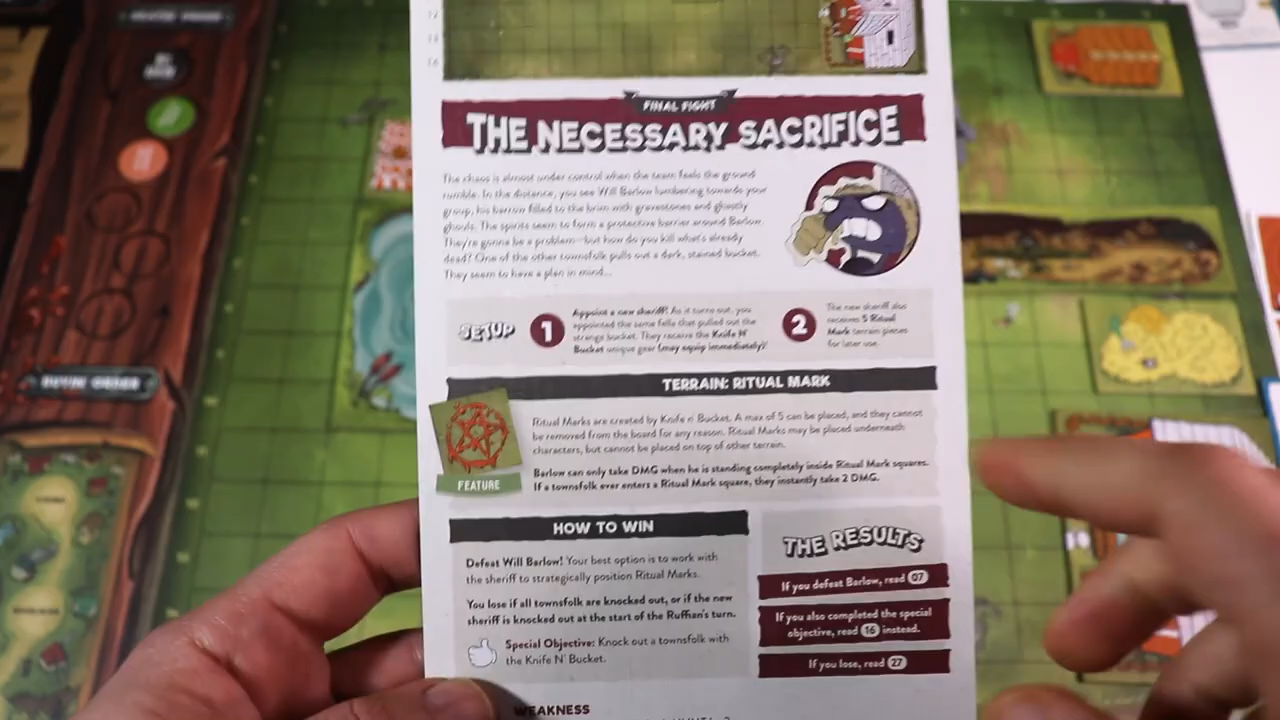 FINAL FIGHT
THE NECESSARY SACRIFICE
The chaos is almost under control when the team feels the ground
rumble. In the distance, you see Will Barlow lumbering towards your
group, his barrow filled to the brim with gravestones and ghostly
ghouls. The spirits seem to form a protective barrier around Barlow.
They're gonna be a problem—but how do you kill what's already
dead? One of the other townsfolk pulls out a dark, stained bucket.
They seem to have a plan in mind...
SETUP
1
Appoint a new sheriff! As it turns out, you
appointed the same fella that pulled out the
strange bucket. They receive the Knife N'
Bucket unique gear (may equip immediately)!
2
The new sheriff also
receives 5 Ritual
Mark terrain pieces
for later use.
TERRAIN: RITUAL MARK
Ritual Marks are created by Knife n' Bucket. A max of 5 can be placed, and they cannot
be removed from the board for any reason. Ritual Marks may be placed underneath
characters, but cannot be placed on top of other terrain.
Barlow can only take DMG when he is standing completely inside Ritual Mark squares.
If a townsfolk ever enters a Ritual Mark square, they instantly take 2 DMG.
FEATURE
HOW TO WIN
Defeat Will Barlow! Your best option is to work with
the sheriff to strategically position Ritual Marks.
You lose if all townsfolk are knocked out, or if the new
sheriff is knocked out at the start of the Ruffian's turn.
Special Objective: Knock out a townsfolk with
the Knife N' Bucket.
THE RESULTS
If you defeat Barlow, read 07
If you also completed the special
objective, read 16 instead.
If you lose, read 27
WEAKNESS